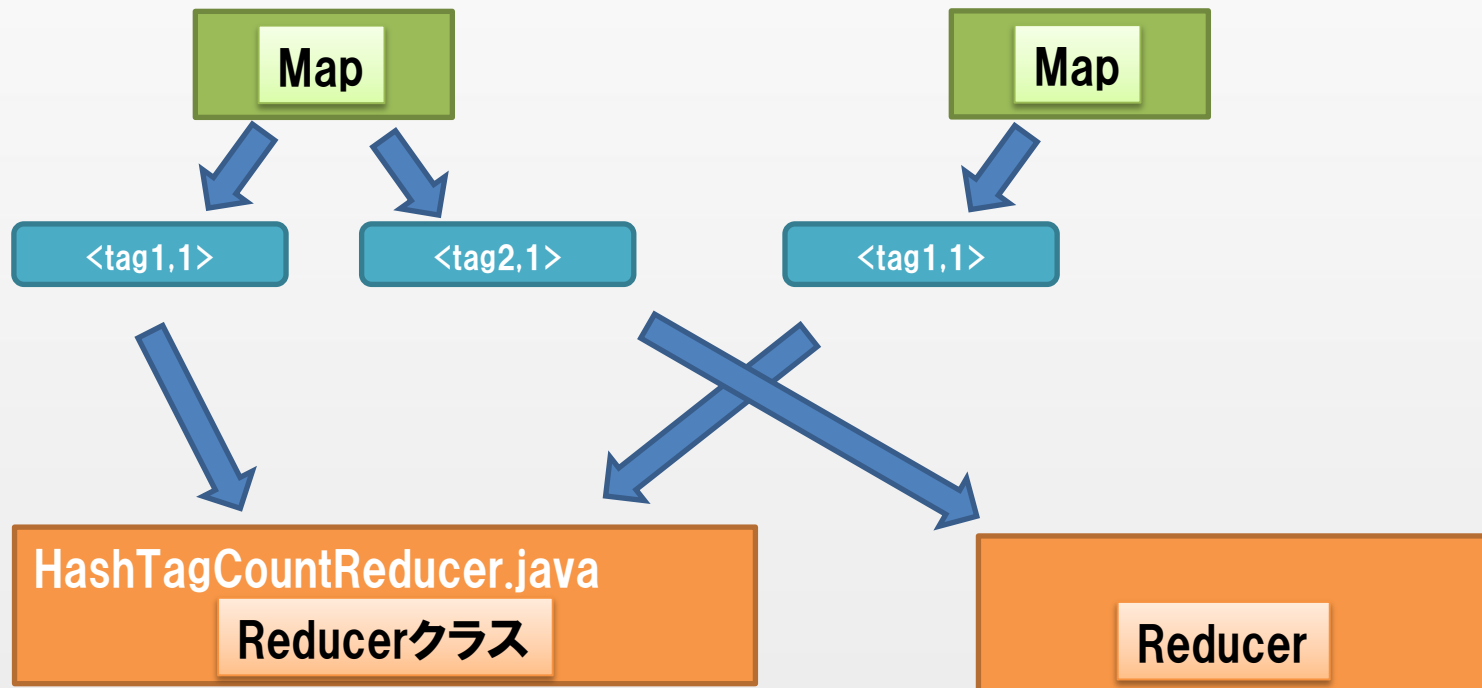 Map
Map
<tag1,1>
<tag2,1>
<tag1,1>
HashTagCountReducer.java
Reducerクラス
Reducer